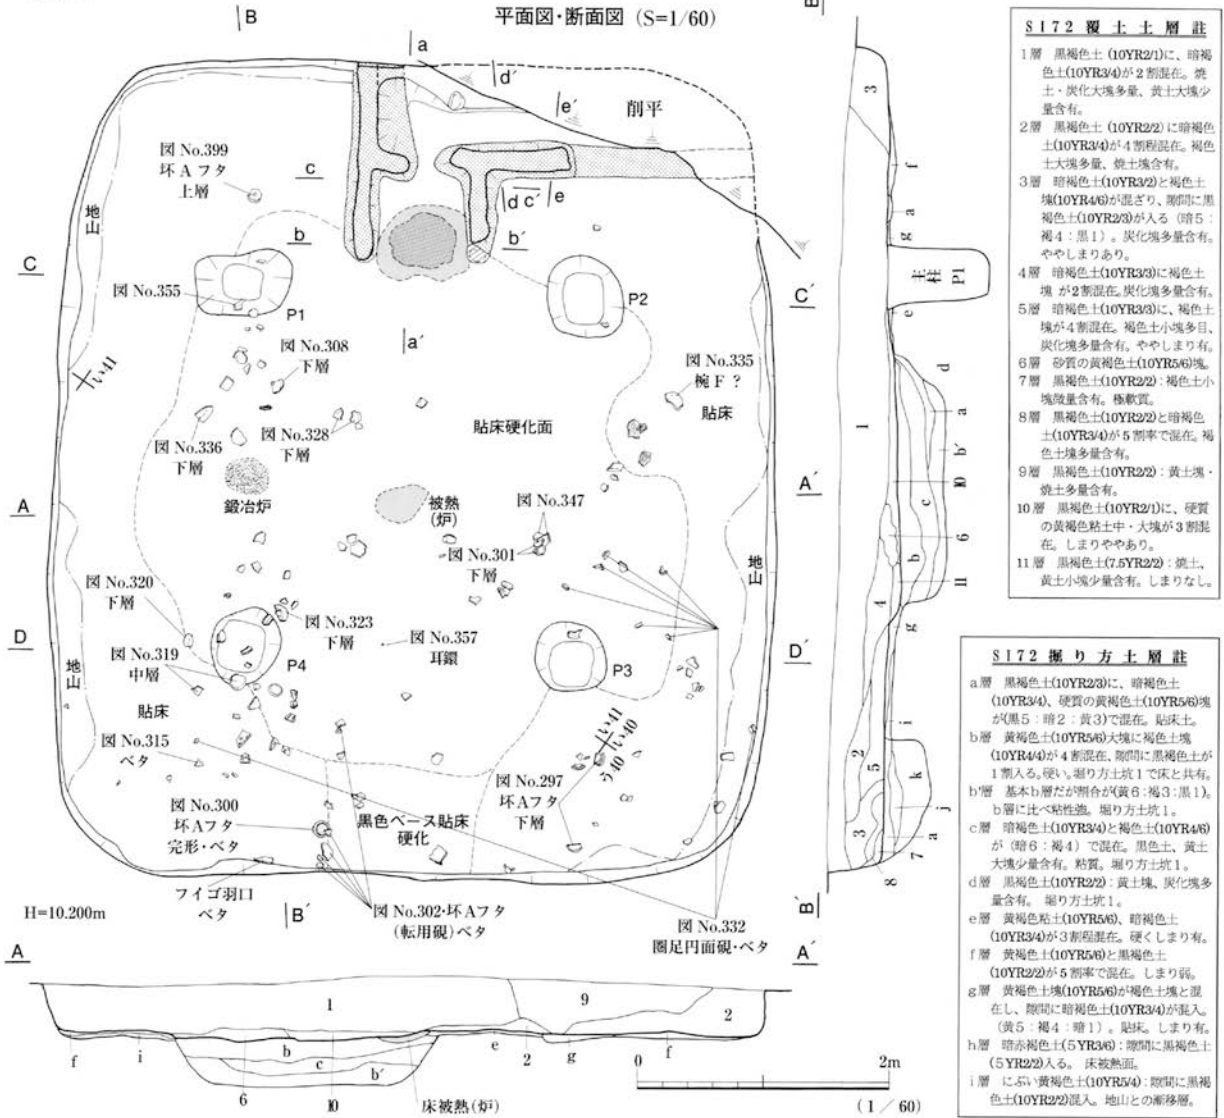 平面図・断面図 (S=1/60)
B
a
d′
e′
削平
図 No.399
坏 A フタ
上層
c
地山
d c′
e
b
b′
C
C′
図 No.355
P1
P2
a′
い41
図 No.308
下層
図 No.335
椀 F ?
貼床
貼床硬化面
図 No.336
下層
図 No.328
下層
鍛冶炉
被熱
(炉)
図 No.347
A
A′
図 No.301
下層
地山
図 No.320
下層
図 No.323
下層
図 No.357
耳鐶
D
D′
図 No.319
中層
P4
P3
地山
貼床
図 No.315
ベタ
い41
い40
う40
図 No.297
坏Aフタ
下層
図 No.300
坏Aフタ
完形・ベタ
黒色ベース貼床
硬化
フイゴ羽口
ベタ
H=10.200m
B′
図 No.302・坏 A フタ
(転用硯)ベタ
図 No.332
圏足円面硯・ベタ
B′
A
A′
1
9
2
f
i
b
c
b′
e
2
g
f
6
10
床被熱(炉)
0
2m
(1/60)
3
f
a
g
主柱
P1
e
d
a
1
b′
10
c
6
b
11
4
g
i
2
5
k
j
3
a
7
8
SI72 覆土土層註
1層 黒褐色土 (10YR2/1)に、暗褐
色土(10YR3/4)が2割混在。焼
土・炭化大塊多量、黄土大塊少
量含有。
2層 黒褐色土 (10YR2/2)に暗褐色
土(10YR3/4)が4割程混在。褐色
土大塊多量、焼土塊含有。
3層 暗褐色土(10YR3/2)と褐色土
塊(10YR4/6)が混ざり、隙間に黒
褐色土(10YR2/3)が入る (暗5:
褐4:黒1)。炭化塊多量含有。
ややしまりあり。
4層 暗褐色土(10YR3/3)に褐色土
塊 が2割混在。炭化塊多量含有。
5層 暗褐色土(10YR3/3)に、褐色土
塊が4割混在。褐色土小塊多目、
炭化塊多量含有。ややしまり有。
6層 砂質の黄褐色土(10YR5/6)塊。
7層 黒褐色土(10YR2/2):褐色土小
塊微量含有。極軟質。
8層 黒褐色土(10YR2/2)と暗褐色
土(10YR3/4)が5割率で混在。褐
色土塊多量含有。
9層 黒褐色土(10YR2/2):黄土塊・
焼土多量含有。
10層 黒褐色土(10YR2/1)に、硬質
の黄褐色粘土中・大塊が3割混
在。しまりややあり。
11層 黒褐色土(7.5YR2/2):焼土、
黄土小塊少量含有。しまりなし。
SI72 掘り方土層註
a層 黒褐色土(10YR2/3)に、暗褐色土
(10YR3/4)、硬質の黄褐色土(10YR5/6)塊
が(黒5:暗2:黄3)で混在。貼床土。
b層 黄褐色土(10YR5/6)大塊に褐色土塊
(10YR4/4)が4割混在、隙間に黒褐色土が
1割入る。硬い。堀り方土坑1で床と共有。
b′層 基本b層だが割合が(黄6:褐3:黒1)。
b層に比べ粘性強。堀り方土坑1。
c層 暗褐色土(10YR3/4)と褐色土(10YR4/6)
が (暗6:褐4) で混在。黒色土、黄土
大塊少量含有。粘質。堀り方土坑1。
d層 黒褐色土(10YR2/2):黄土塊、炭化塊多
量含有。 堀り方土坑1。
e層 黄褐色粘土(10YR5/6)、暗褐色土
(10YR3/4)が3割程混在。硬くしまり有。
f層 黄褐色土(10YR5/6)と黒褐色土
(10YR2/2)が5割率で混在。しまり弱。
g層 黄褐色土塊(10YR5/6)が褐色土塊と混
在し、隙間に暗褐色土(10YR3/4)が混入。
(黄5:褐4:暗1)。貼床。しまり有。
h層 暗赤褐色土(5YR3/6):隙間に黒褐色土
(5YR2/2)入る。 床被熱面。
i層 にぶい黄褐色土(10YR5/4):隙間に黒褐
色土(10YR2/2)混入。地山との漸移層。